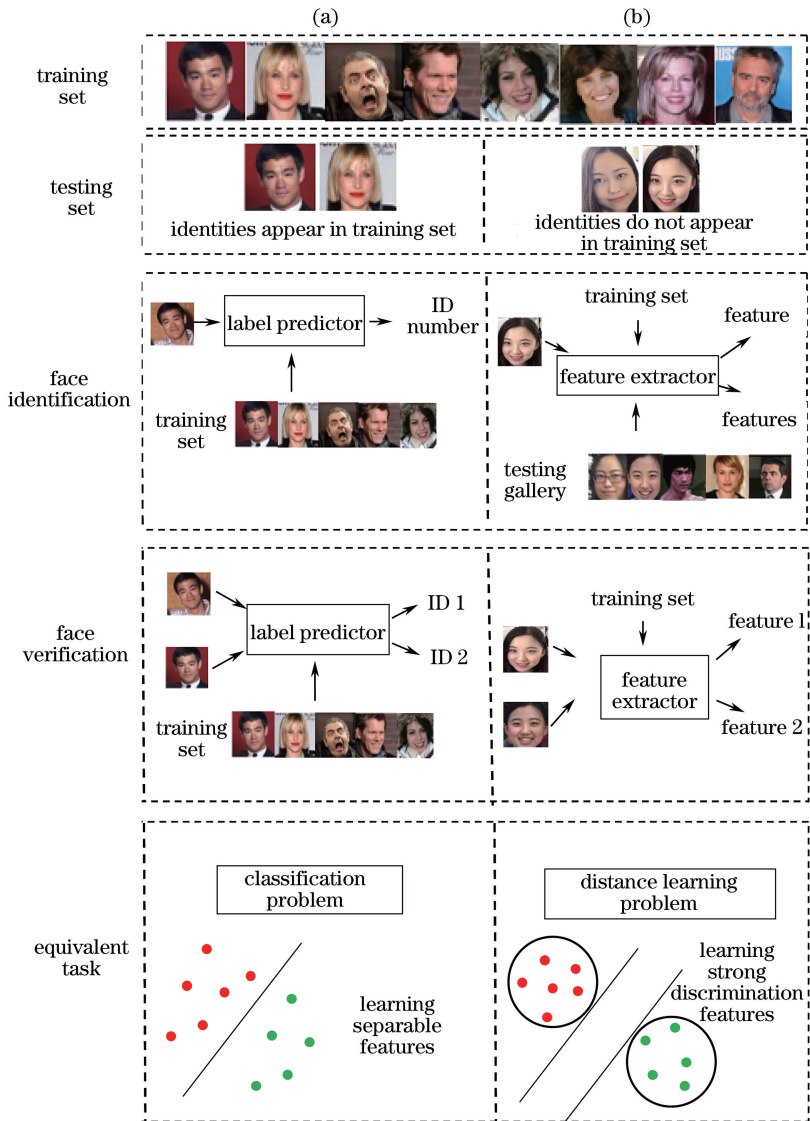 (a)
(b)
training
set
testing
set
identities appear in training set
identities do not appear
in training set
face
identification
label predictor
ID
number
training
set
training set
feature extractor
feature
features
testing
gallery
face
verification
label predictor
ID 1
ID 2
training
set
training set
feature
extractor
feature 1
feature 2
equivalent
task
classification
problem
learning
separable
features
distance learning
problem
learning
strong
discrimination
features